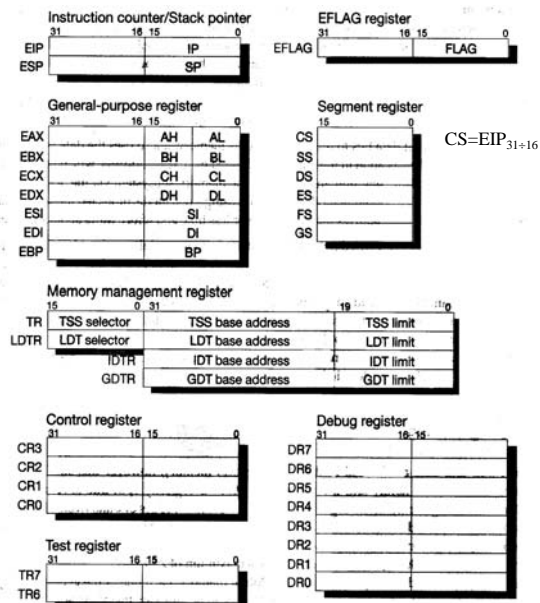 Instruction counter/Stack pointer
31 16 15 0
EIP IP
ESP SP
EFLAG register
31 16 15 0
EFLAG FLAG
General-purpose register
31 16 15 0
EAX AH AL
EBX BH BL
ECX CH CL
EDX DH DL
ESI SI
EDI DI
EBP BP
Segment register
15 0
CS
SS
DS
ES
FS
GS
CS=EIP31÷16
Memory management register
15 0 31 19 0
TR TSS selector TSS base address TSS limit
LDTR LDT selector LDT base address LDT limit
IDTR IDT base address IDT limit
GDTR GDT base address GDT limit
Control register
31 16 15 0
CR3
CR2
CR1
CR0
Debug register
31 16 15 0
DR7
DR6
DR5
DR4
DR3
DR2
DR1
DR0
Test register
31 16 15 0
TR7
TR6